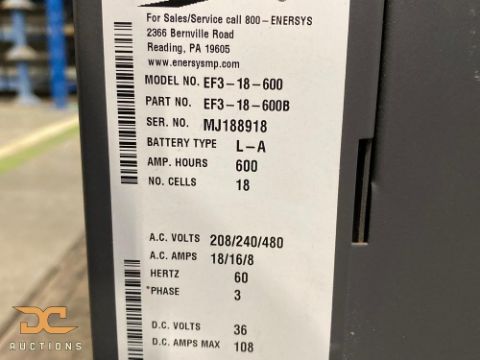 For Sales/Service call 800-ENERSYS
2366 Bernville Road
Reading, PA 19605
www.enersysmp.com
MODEL NO. EF3-18-600
PART NO. EF3-18-600B
SER. NO. MJ188918
BATTERY TYPE L-A
AMP. HOURS 600
NO. CELLS 18
A.C. VOLTS 208/240/480
A.C. AMPS 18/16/8
HERTZ 60
*PHASE 3
D.C. VOLTS 36
D.C. AMPS MAX 108
DC
AUCTIONS